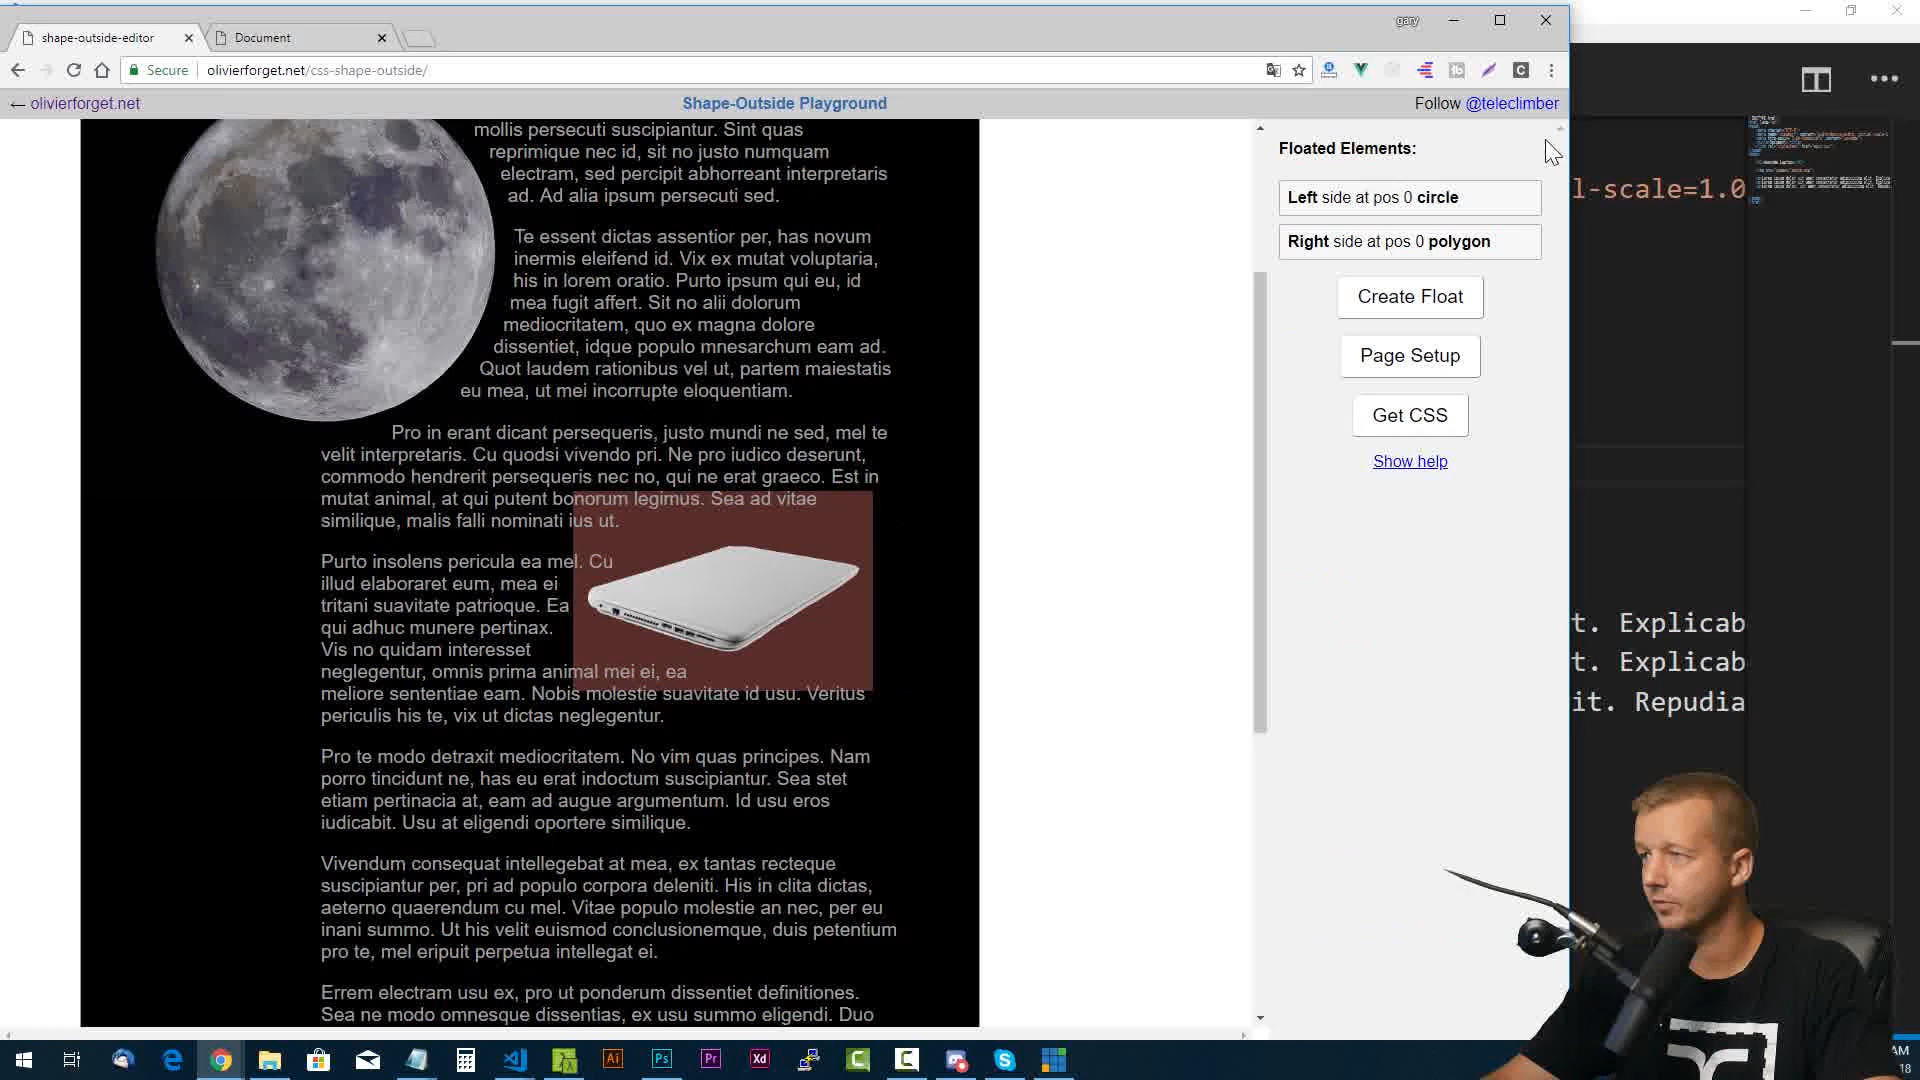 gary
shape-outside-editor
Document
Secure
olivierforget.net/css-shape-outside/
← olivierforget.net
Shape-Outside Playground
Follow @teleclimber
mollis persecuti suscipiantur. Sint quas
reprimique nec id, sit no justo numquam
electram, sed percipit abhorreant interpretaris
ad. Ad alia ipsum persecuti sed.
Te essent dictas assentior per, has novum
inermis eleifend id. Vix ex mutat voluptaria,
his in lorem oratio. Purto ipsum qui eu, id
mea fugit affert. Sit no alii dolorum
mediocritatem, quo ex magna dolore
dissentiet, idque populo mnesarchum eam ad.
Quot laudem rationibus vel ut, partem maiestatis
eu mea, ut mei incorrupte eloquentiam.
Pro in erant dicant persequeris, justo mundi ne sed, mel te
velit interpretaris. Cu quodsi vivendo pri. Ne pro iudico deserunt,
commodo hendrerit persequeris nec no, qui ne erat graeco. Est in
mutat animal, at qui putent bonorum legimus. Sea ad vitae
similique, malis falli nominati ius ut.
Purto insolens pericula ea mel. Cu
illud elaboraret eum, mea ei
tritani suavitate patrioque. Ea
qui adhuc munere pertinax.
Vis no quidam interesset
neglegentur, omnis prima animal mei ei, ea
meliore sententiae eam. Nobis molestie suavitate id usu. Veritus
periculis his te, vix ut dictas neglegentur.
Pro te modo detraxit mediocritatem. No vim quas principes. Nam
porro tincidunt ne, has eu erat indoctum suscipiantur. Sea stet
etiam pertinacia at, eam ad augue argumentum. Id usu eros
iudicabit. Usu at eligendi oportere similique.
Vivendum consequat intellegebat at mea, ex tantas recteque
suscipiantur per, pri ad populo corpora deleniti. His in clita dictas,
aeterno quaerendum cu mel. Vitae populo molestie an nec, per eu
inani summo. Ut his velit euismod conclusionemque, duis petentium
pro te, mel eripuit perpetua intellegat ei.
Errem electram usu ex, pro ut ponderum dissentiet definitiones.
Sea ne modo omnesque dissentias, ex usu summo eligendi. Duo
Floated Elements:
Left side at pos 0 circle
Right side at pos 0 polygon
Create Float
Page Setup
Get CSS
Show help
l-scale=1.0
t. Explicab
t. Explicab
it. Repudia
Ai
Ps
Pr
Xd
AM
18